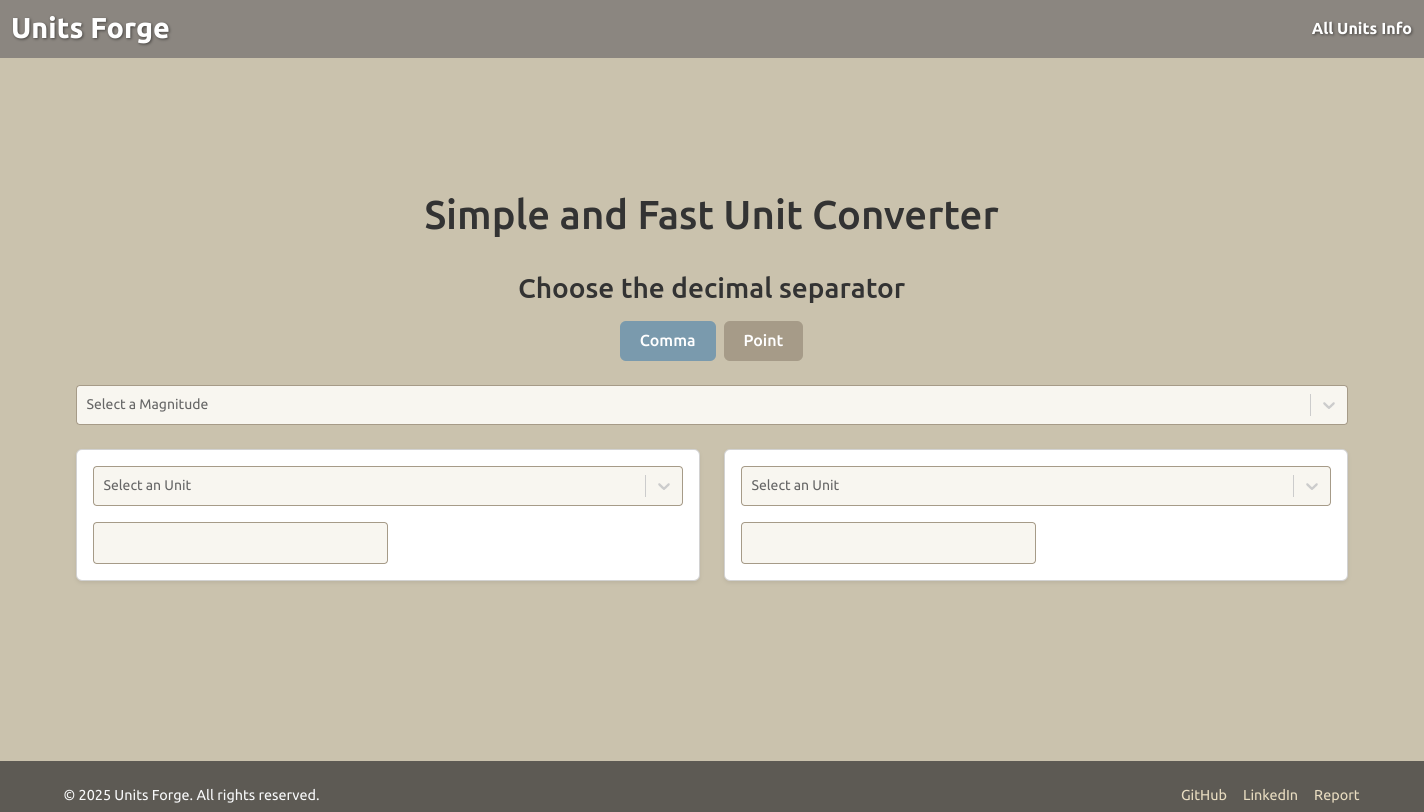 Units Forge
All Units Info
Simple and Fast Unit Converter
Choose the decimal separator
Comma
Point
Select a Magnitude
Select an Unit
Select an Unit
© 2025 Units Forge. All rights reserved.
GitHub
LinkedIn
Report